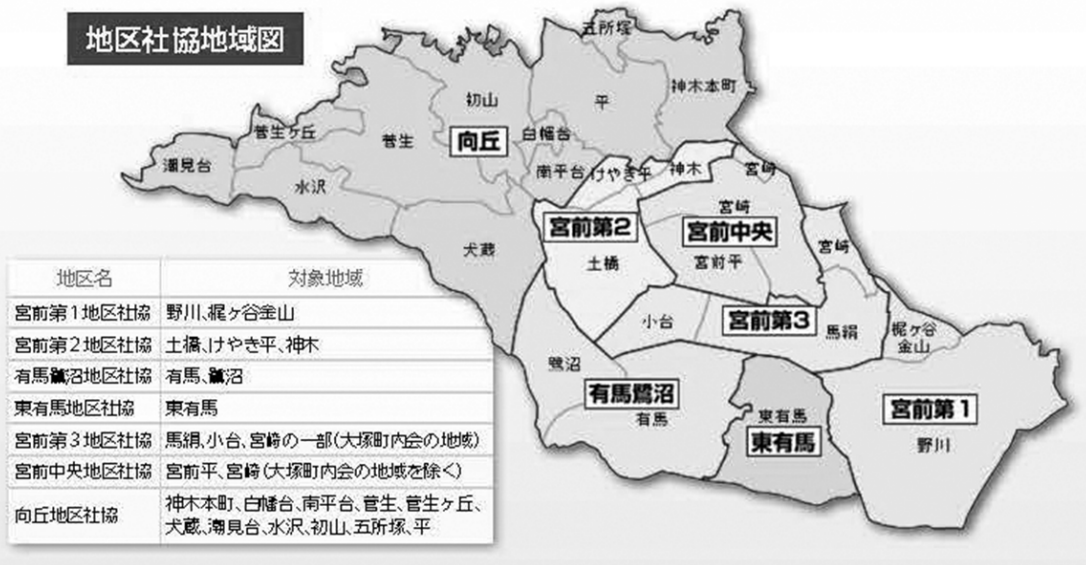 地区社協地域図
五所塚
神木本町
初山
平
菅生ヶ丘
菅生
向丘
白幡台
潮見台
水沢
南平台
けやき平
神木
宮崎
犬蔵
宮前第2
土橋
宮崎
宮前中央
宮前平
宮崎
小台
宮前第3
馬絹
梶ヶ谷
金山
鷺沼
有馬鷺沼
有馬
東有馬
東有馬
宮前第1
野川
地区名 対象地域
宮前第1地区社協 野川、梶ヶ谷金山
宮前第2地区社協 土橋、けやき平、神木
有馬鷺沼地区社協 有馬、鷺沼
東有馬地区社協 東有馬
宮前第3地区社協 馬絹、小台、宮崎の一部(大塚町内会の地域)
宮前中央地区社協 宮前平、宮崎(大塚町内会の地域を除く)
向丘地区社協 神木本町、白幡台、南平台、菅生、菅生ヶ丘、
犬蔵、潮見台、水沢、初山、五所塚、平